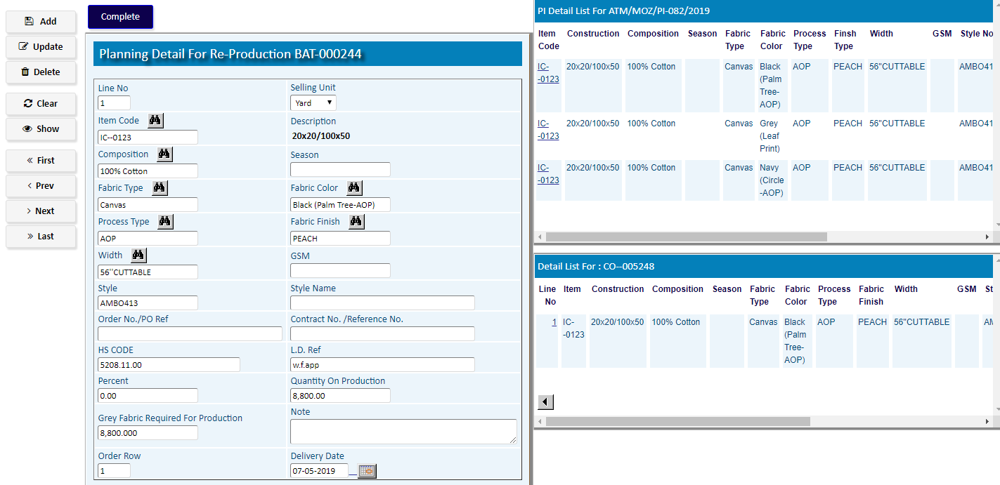 Add
Update
Delete
Clear
Show
« First
‹ Prev
› Next
» Last
Complete
Planning Detail For Re-Production BAT-000244
Line No
1
Selling Unit
Yard
Item Code
IC--0123
Description
20x20/100x50
Composition
100% Cotton
Season
Fabric Type
Canvas
Fabric Color
Black (Palm Tree-AOP)
Process Type
AOP
Fabric Finish
PEACH
Width
56"CUTTABLE
GSM
Style
AMBO413
Style Name
Order No./PO Ref
Contract No. /Reference No.
HS CODE
5208.11.00
L.D. Ref
w.f.app
Percent
0.00
Quantity On Production
8,800.00
Grey Fabric Required For Production
8,800.000
Note
Order Row
1
Delivery Date
07-05-2019
PI Detail List For ATM/MOZ/PI-082/2019
Item Construction Composition Season Fabric Fabric Process Finsh Width GSM Style No
Code Type Color Type Type
IC- 20x20/100x50 100% Cotton Canvas Black AOP PEACH 56"CUTTABLE AMBO41
-0123 (Palm
Tree-
AOP)
IC- 20x20/100x50 100% Cotton Canvas Grey AOP PEACH 56"CUTTABLE AMBO41
-0123 (Leaf
Print)
IC- 20x20/100x50 100% Cotton Canvas Navy AOP PEACH 56"CUTTABLE AMBO41
-0123 (Circle
-AOP)
Detail List For : CO--005248
Line Item Construction Composition Season Fabric Fabric Process Fabric Width GSM St
No Type Color Type Finish
1 IC- 20x20/100x50 100% Cotton Canvas Black AOP PEACH 56"CUTTABLE AM
-0123 (Palm
Tree-
AOP)